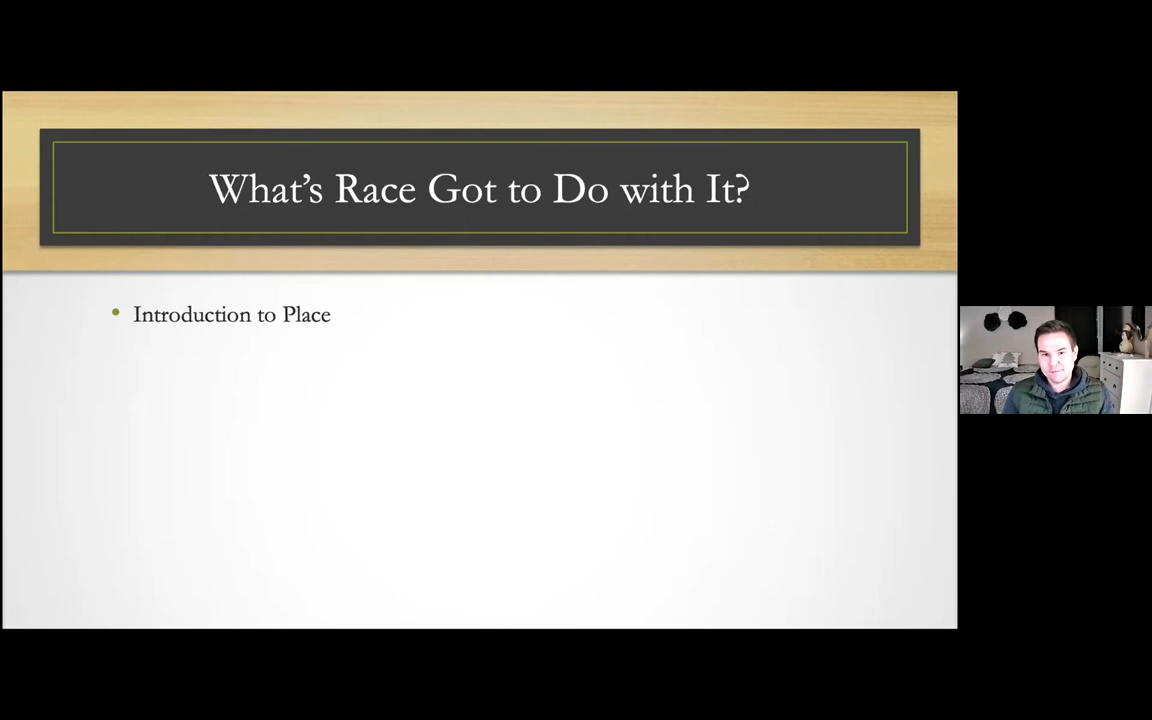 What’s Race Got to Do with It?
• Introduction to Place